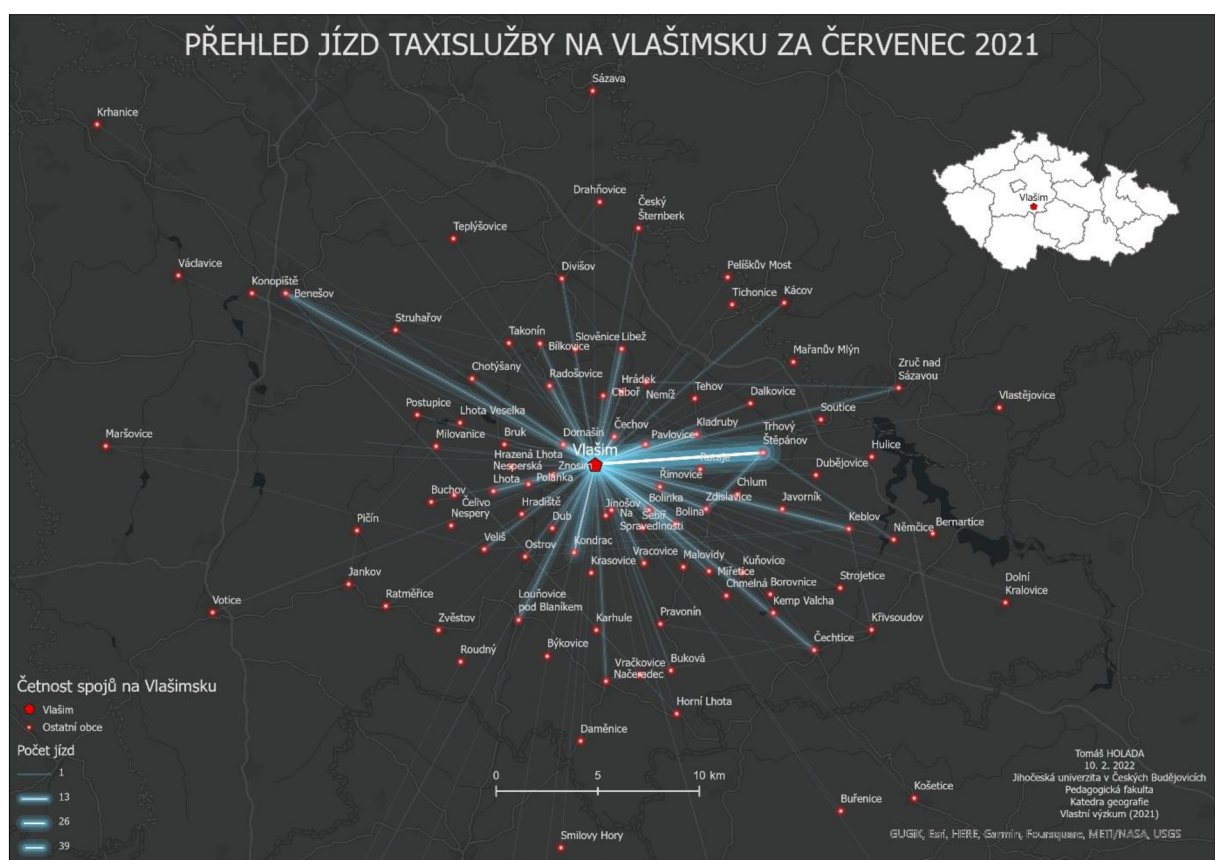 PŘEHLED JÍZD TAXISLUŽBY NA VLAŠIMSKU ZA ČERVENEC 2021
Sázava
Krhanice
Vlašim
Drahňovice
Český
Šternberk
Teplýšovice
Václavice
Konopiště
Benešov
Divišov
Pelíškův Most
Tichonice
Kácov
Struhařov
Takonín
Bílkovice
Slověnice
Libež
Mařanův Mlýn
Zruč nad
Sázavou
Chotýšany
Radošovice
Hrádek
Ctiboř
Nemíž
Tehov
Dalkovice
Vlastějovice
Postupice
Lhota Veselka
Soutice
Maršovice
Milovanice
Bruk
Domašín
Čechov
Pavlovice
Kladruby
Trhový
Štěpánov
Hulice
Vlašim
Hrazená Lhota
Nesperská
Lhota
Znosim
Polánka
Rataje
Řimovice
Dubějovice
Buchov
Čelivo
Nespery
Hradiště
Jinošov
Na
Spravedlnosti
Sebíř
Bolinka
Bolina
Zdislavice
Chlum
Javorník
Pičín
Dub
Keblov
Němčice
Bernartice
Veliš
Ostrov
Kondrac
Krasovice
Vracovice
Malovidy
Miřetice
Kuňovice
Jankov
Ratměřice
Votice
Louňovice
pod Blaníkem
Chmelná
Borovnice
Strojetice
Dolní
Kralovice
Kemp Valcha
Zvěstov
Karhule
Pravonín
Křivsoudov
Čechtice
Roudný
Býkovice
Vračkovice
Načeradec
Buková
Horní Lhota
Daměnice
Košetice
Buřenice
Smilovy Hory
Četnost spojů na Vlašimsku
Vlašim
Ostatní obce
Počet jízd
1
13
26
39
0 5 10 km
Tomáš HOLADA
10. 2. 2022
Jihočeská univerzita v Českých Budějovicích
Pedagogická fakulta
Katedra geografie
Vlastní výzkum (2021)
GUGiK, Esri, HERE, Garmin, Foursquare, METI/NASA, USGS